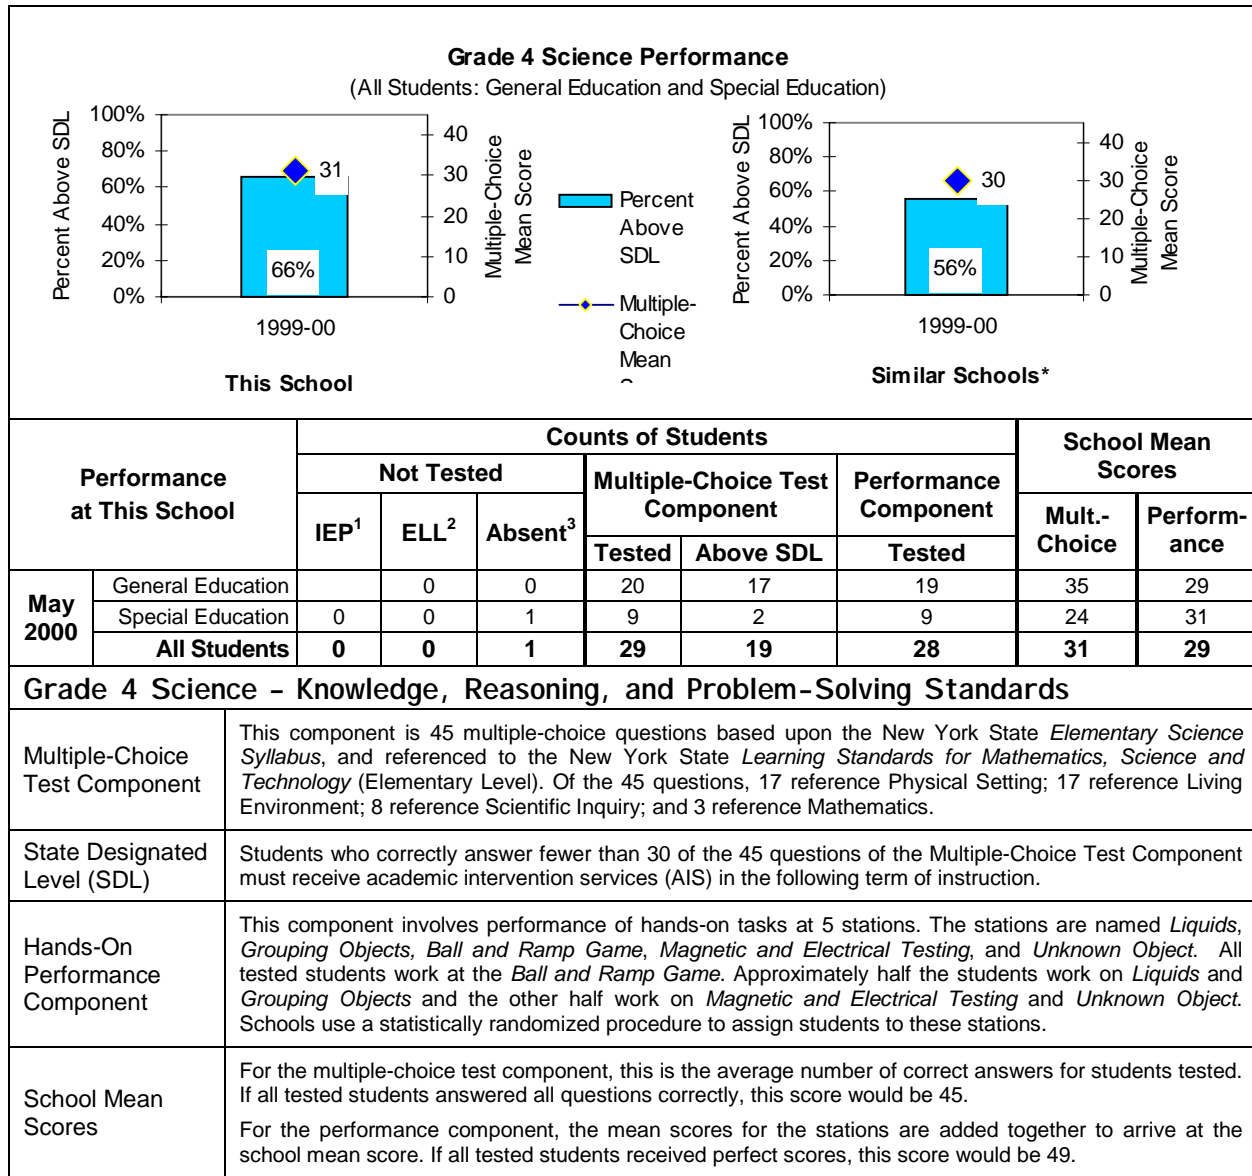 Grade 4 Science Performance
(All Students: General Education and Special Education)
Percent Above SDL
100%
80%
60%
40%
20%
0%
31
66%
40
30
20
10
0
Multiple-Choice
Mean Score
1999-00
This School
Percent
Above
SDL
Multiple-
Choice
Mean
Percent Above SDL
100%
80%
60%
40%
20%
0%
30
56%
40
30
20
10
0
Multiple-Choice
Mean Score
1999-00
Similar Schools*
Performance
at This School
Counts of Students
School Mean
Scores
Not Tested
Multiple-Choice Test
Component
Performance
Component
IEP1 ELL2 Absent3
Tested Above SDL Tested
Mult.-
Choice
Perform-
ance
May
2000
General Education 0 0 20 17 19 35 29
Special Education 0 0 1 9 2 9 24 31
All Students 0 0 1 29 19 28 31 29
Grade 4 Science – Knowledge, Reasoning, and Problem-Solving Standards
Multiple-Choice
Test Component
This component is 45 multiple-choice questions based upon the New York State Elementary Science
Syllabus, and referenced to the New York State Learning Standards for Mathematics, Science and
Technology (Elementary Level). Of the 45 questions, 17 reference Physical Setting; 17 reference Living
Environment; 8 reference Scientific Inquiry; and 3 reference Mathematics.
State Designated
Level (SDL)
Students who correctly answer fewer than 30 of the 45 questions of the Multiple-Choice Test Component
must receive academic intervention services (AIS) in the following term of instruction.
Hands-On
Performance
Component
This component involves performance of hands-on tasks at 5 stations. The stations are named Liquids,
Grouping Objects, Ball and Ramp Game, Magnetic and Electrical Testing, and Unknown Object. All
tested students work at the Ball and Ramp Game. Approximately half the students work on Liquids and
Grouping Objects and the other half work on Magnetic and Electrical Testing and Unknown Object.
Schools use a statistically randomized procedure to assign students to these stations.
School Mean
Scores
For the multiple-choice test component, this is the average number of correct answers for students tested.
If all tested students answered all questions correctly, this score would be 45.
For the performance component, the mean scores for the stations are added together to arrive at the
school mean score. If all tested students received perfect scores, this score would be 49.